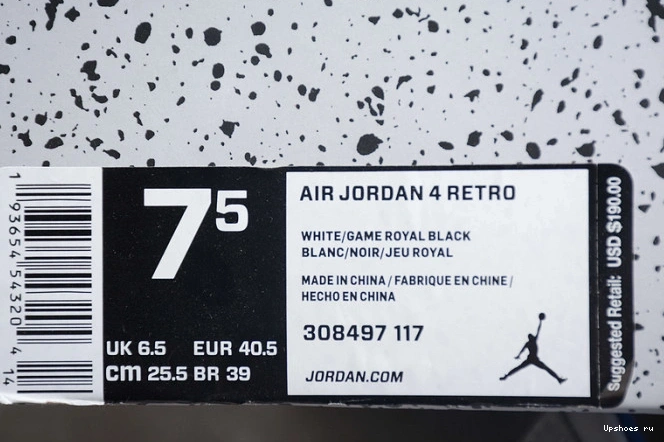 1 93654 54320 4 14
7 5
UK 6.5 EUR 40.5
cm 25.5 BR 39
AIR JORDAN 4 RETRO
WHITE/GAME ROYAL BLACK
BLANC/NOIR/JEU ROYAL
MADE IN CHINA / FABRIQUE EN CHINE /
HECHO EN CHINA
308497 117
JORDAN.COM
Suggested Retail: USD $190.00
Upshoes ru